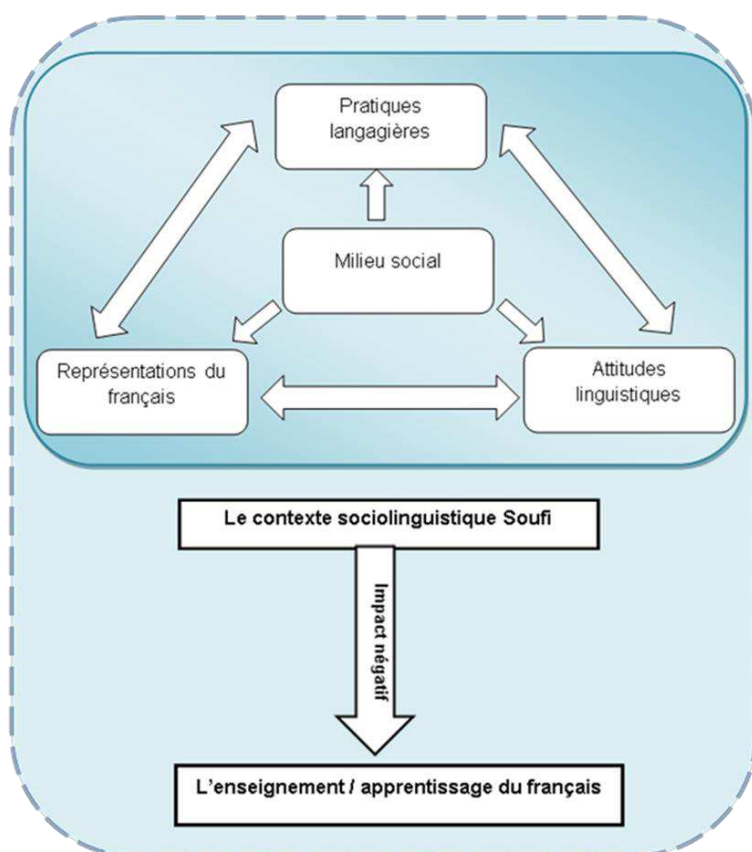 Pratiques
langagières
Milieu social
Représentations du
français
Attitudes
linguistiques
Le contexte sociolinguistique Soufi
Impact négatif
L'enseignement / apprentissage du français